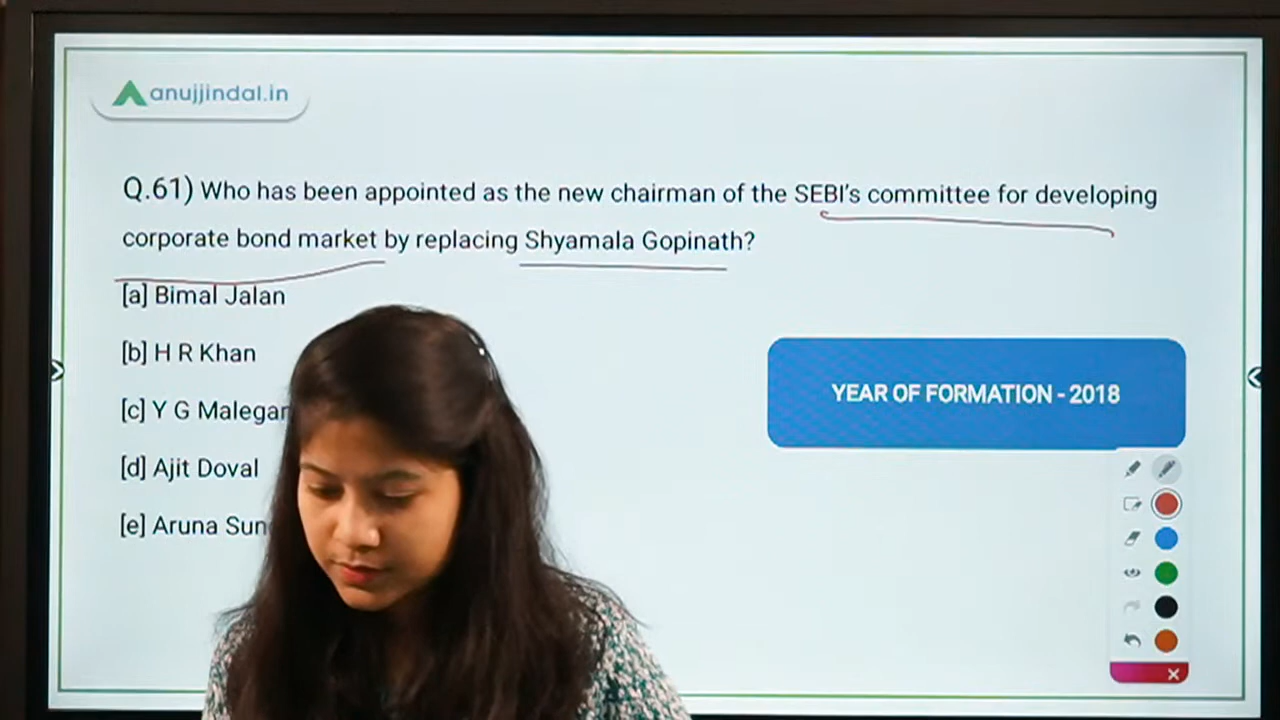 anujjindal.in
Q.61) Who has been appointed as the new chairman of the SEBI's committee for developing
corporate bond market by replacing Shyamala Gopinath?
[a] Bimal Jalan
[b] H R Khan
[c] Y G
[d] Ajit Doval
[e] Aruna
YEAR OF FORMATION - 2018